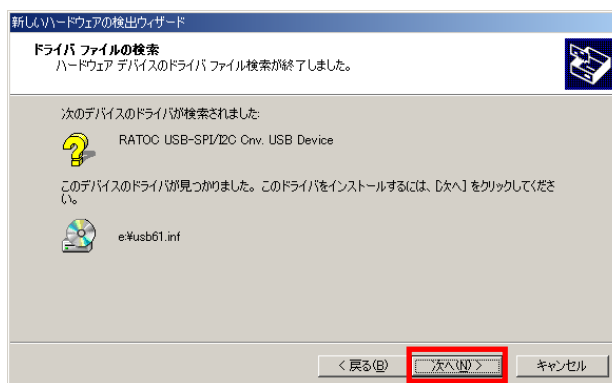 新しいハードウェアの検出ウィザード
ドライバ ファイルの検索
ハードウェア デバイスのドライバ ファイル検索が終了しました。
次のデバイスのドライバが検索されました:
RATOC USB-SPI/I2C Cnv. USB Device
このデバイスのドライバが見つかりました。このドライバをインストールするには、[次へ] をクリックしてくださ
い。
e:¥usb61.inf
< 戻る(B)
次へ(N) >
キャンセル